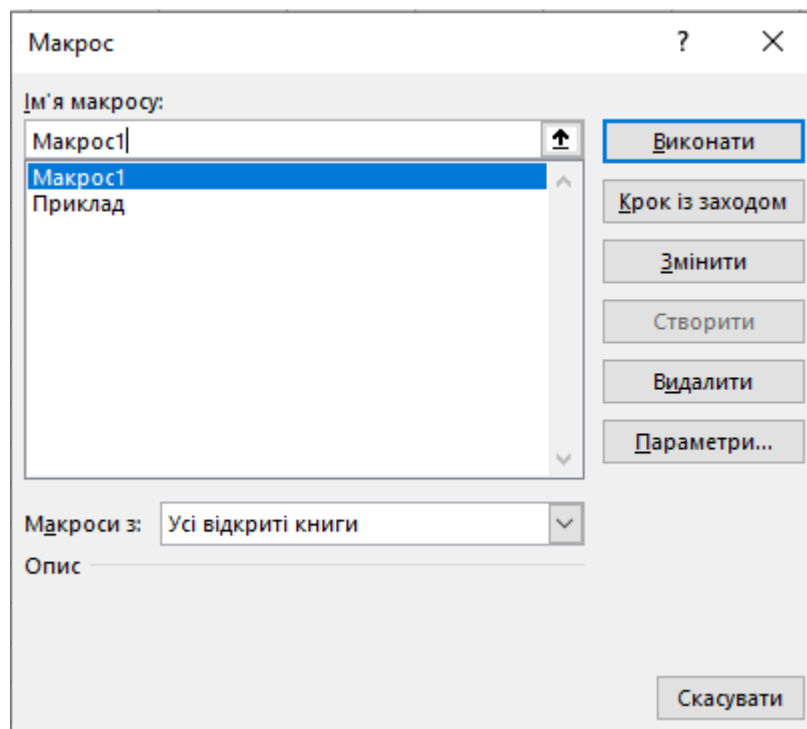 Макрос
?
Ім'я макросу:
Макрос1
Виконати
Макрос1
Приклад
Крок із заходом
Змінити
Створити
Видалити
Параметри...
Макроси з: Усі відкриті книги
Опис
Скасувати